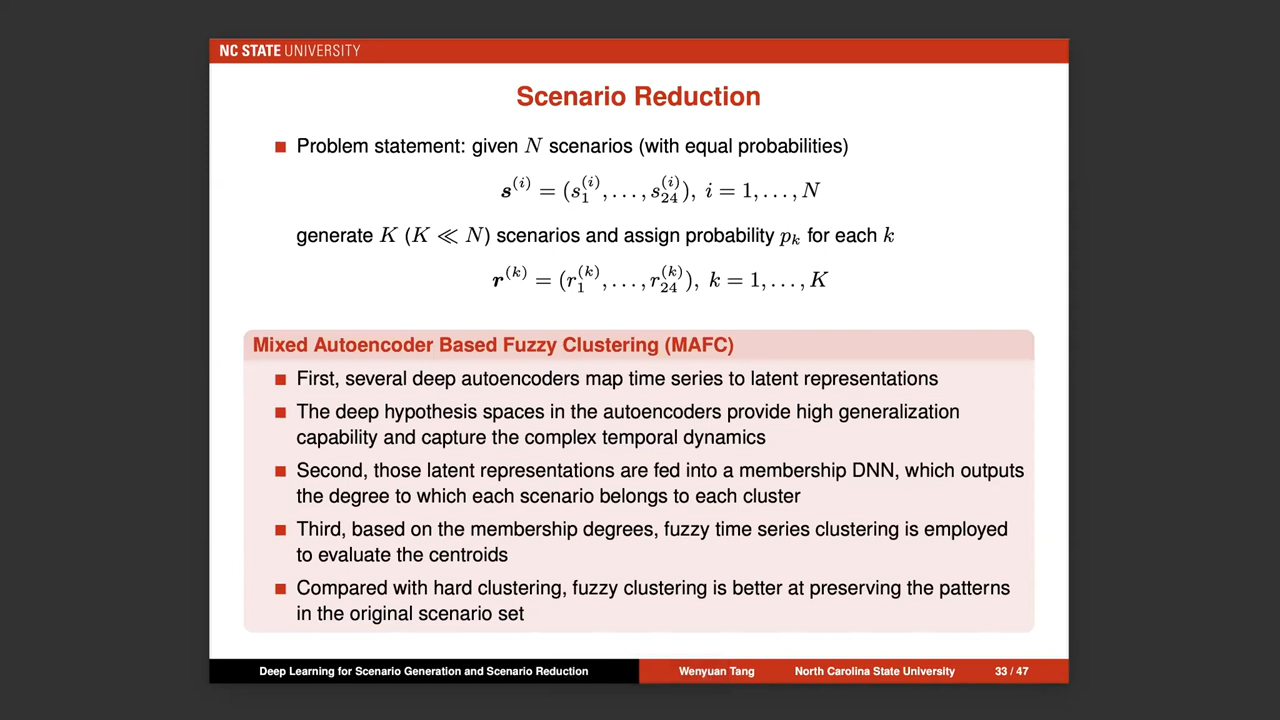 NC STATE UNIVERSITY
Scenario Reduction
Problem statement: given N scenarios (with equal probabilities)
s^(i) = (s_1^(i), . . . , s_24^(i)), i = 1, . . . , N
generate K (K ≪ N) scenarios and assign probability p_k for each k
r^(k) = (r_1^(k), . . . , r_24^(k)), k = 1, . . . , K
Mixed Autoencoder Based Fuzzy Clustering (MAFC)
First, several deep autoencoders map time series to latent representations
The deep hypothesis spaces in the autoencoders provide high generalization
capability and capture the complex temporal dynamics
Second, those latent representations are fed into a membership DNN, which outputs
the degree to which each scenario belongs to each cluster
Third, based on the membership degrees, fuzzy time series clustering is employed
to evaluate the centroids
Compared with hard clustering, fuzzy clustering is better at preserving the patterns
in the original scenario set
Deep Learning for Scenario Generation and Scenario Reduction Wenyuan Tang North Carolina State University 33 / 47